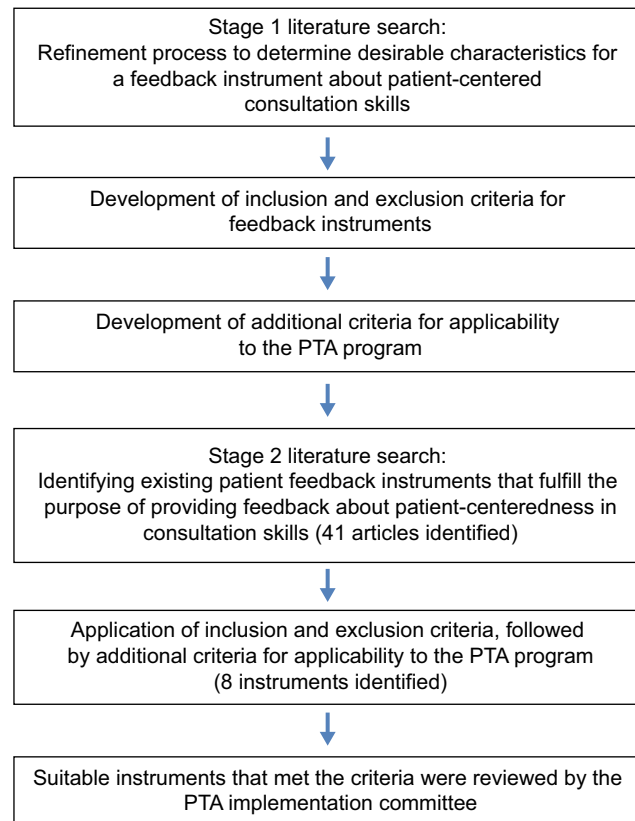 Stage 1 literature search:
Refinement process to determine desirable characteristics for
a feedback instrument about patient-centered
consultation skills
Development of inclusion and exclusion criteria for
feedback instruments
Development of additional criteria for applicability
to the PTA program
Stage 2 literature search:
Identifying existing patient feedback instruments that fulfill the
purpose of providing feedback about patient-centeredness in
consultation skills (41 articles identified)
Application of inclusion and exclusion criteria, followed
by additional criteria for applicability to the PTA program
(8 instruments identified)
Suitable instruments that met the criteria were reviewed by the
PTA implementation committee